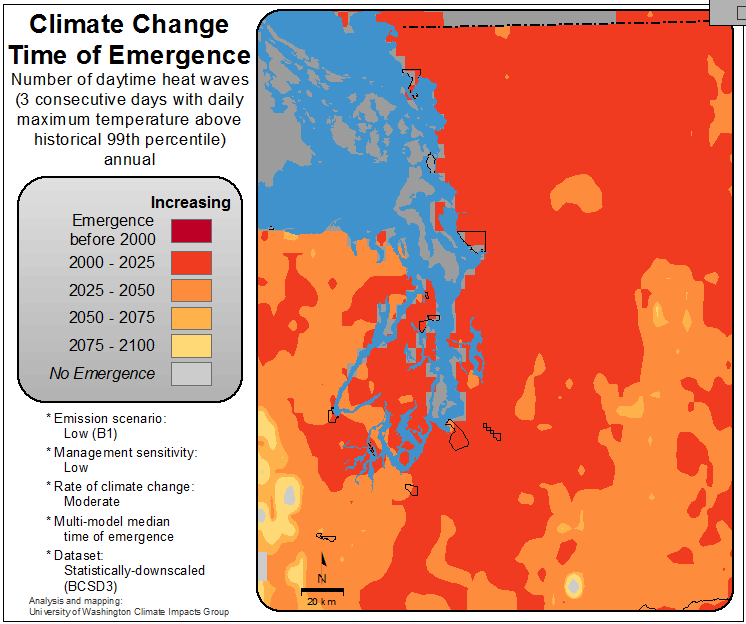 Climate Change
Time of Emergence
Number of daytime heat waves
(3 consecutive days with daily
maximum temperature above
historical 99th percentile)
annual
Increasing
Emergence
before 2000
2000 - 2025
2025 - 2050
2050 - 2075
2075 - 2100
No Emergence
* Emission scenario:
Low (B1)
* Management sensitivity:
Low
* Rate of climate change:
Moderate
* Multi-model median
time of emergence
* Dataset:
Statistically-downscaled
(BCSD3)
Analysis and mapping:
University of Washington Climate Impacts Group
N
20 km